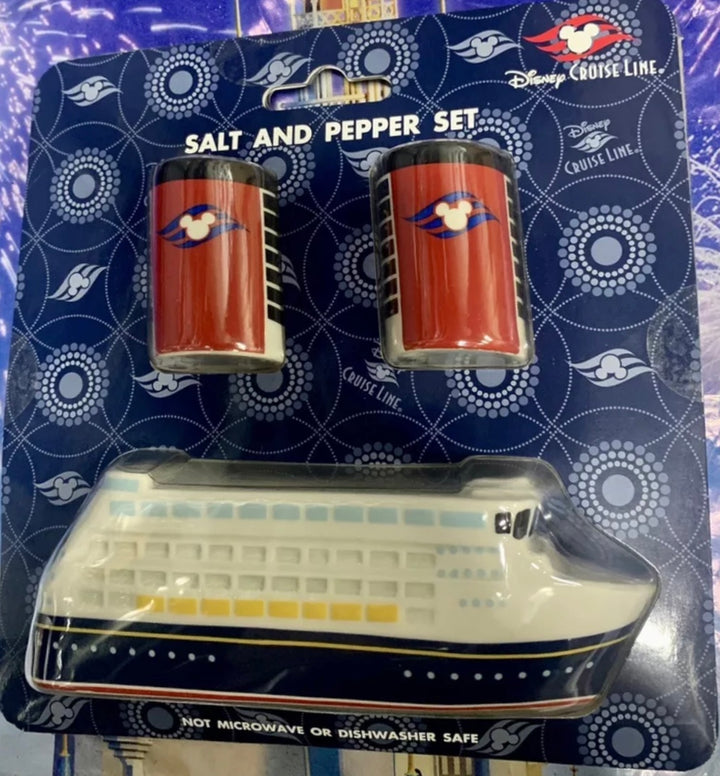 Disney CRUISE LINE®
SALT AND PEPPER SET
Disney
CRUISE LINE®
CRUISE LINE®
NOT MICROWAVE OR DISHWASHER SAFE